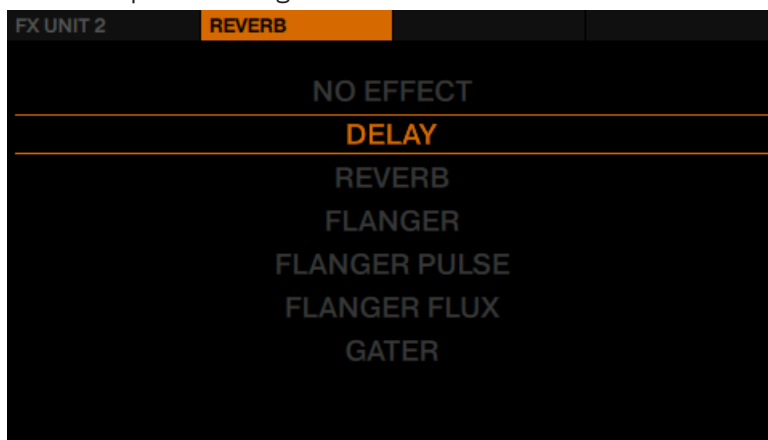 FX UNIT 2 REVERB
NO EFFECT
DELAY
REVERB
FLANGER
FLANGER PULSE
FLANGER FLUX
GATER